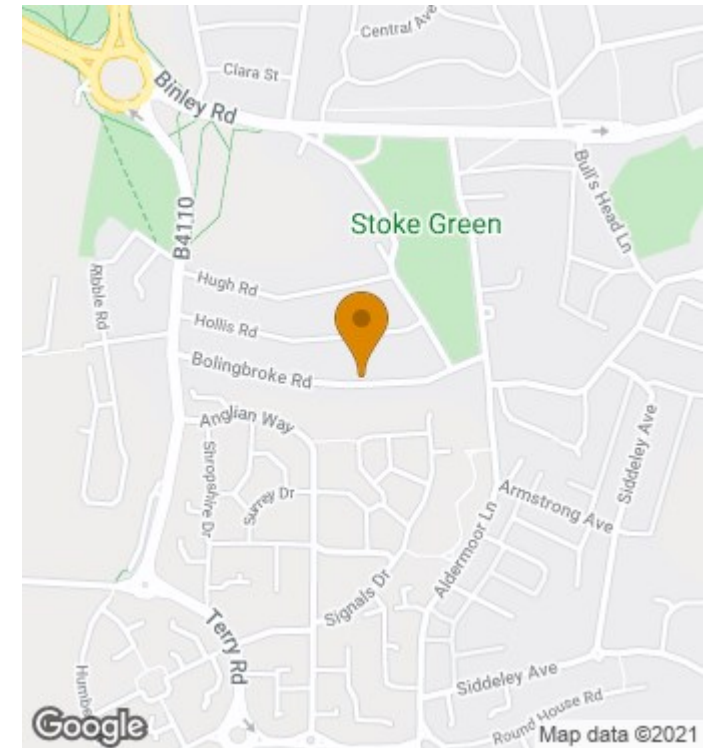 Central Ave
Clara St
Binley Rd
Bull's Head Ln
Stoke Green
B4110
Ribble Rd
Hugh Rd
Hollis Rd
Bolingbroke Rd
Anglian Way
Shropshire Dr
Surrey Dr
Siddeley Ave
Armstrong Ave
Aldermoor Ln
Signals Dr
Terry Rd
Humbe
Siddeley Ave
Round House Rd
Google
Map data ©2021